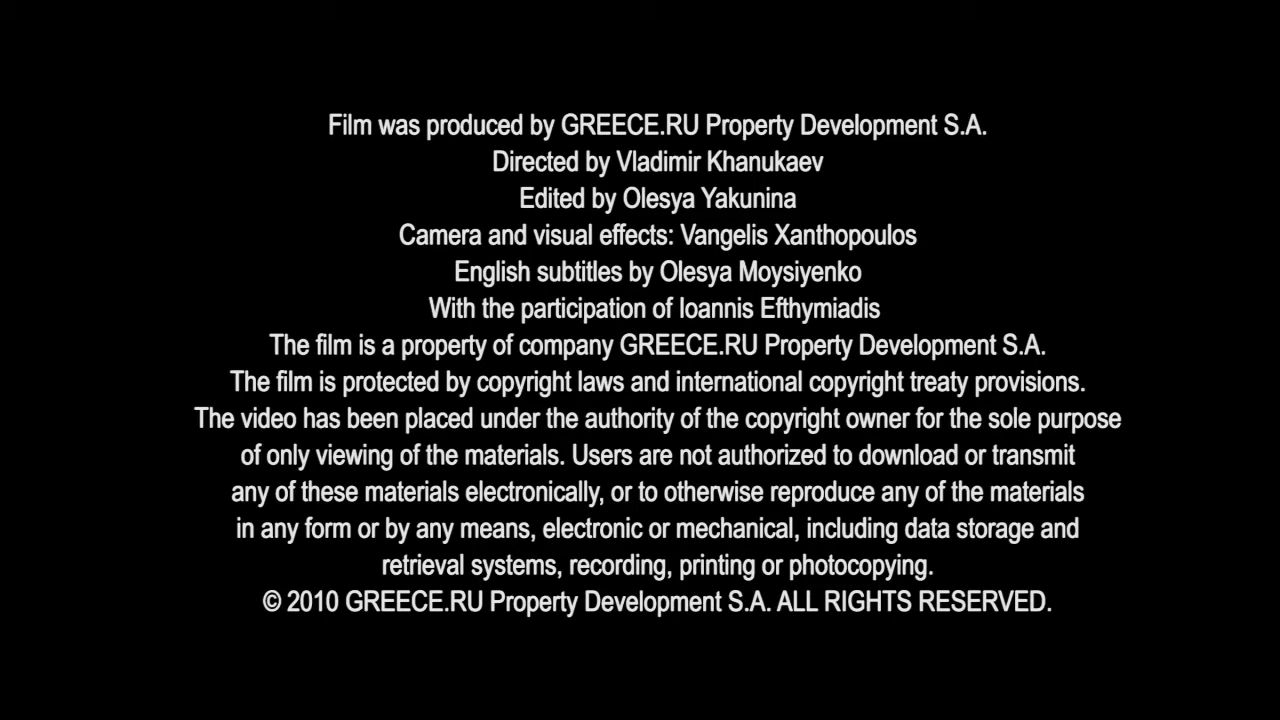 Film was produced by GREECE.RU Property Development S.A.
Directed by Vladimir Khanukaev
Edited by Olesya Yakunina
Camera and visual effects: Vangelis Xanthopoulos
English subtitles by Olesya Moysiyenko
With the participation of Ioannis Efthymiadis
The film is a property of company GREECE.RU Property Development S.A.
The film is protected by copyright laws and international copyright treaty provisions.
The video has been placed under the authority of the copyright owner for the sole purpose
of only viewing of the materials. Users are not authorized to download or transmit
any of these materials electronically, or to otherwise reproduce any of the materials
in any form or by any means, electronic or mechanical, including data storage and
retrieval systems, recording, printing or photocopying.
© 2010 GREECE.RU Property Development S.A. ALL RIGHTS RESERVED.